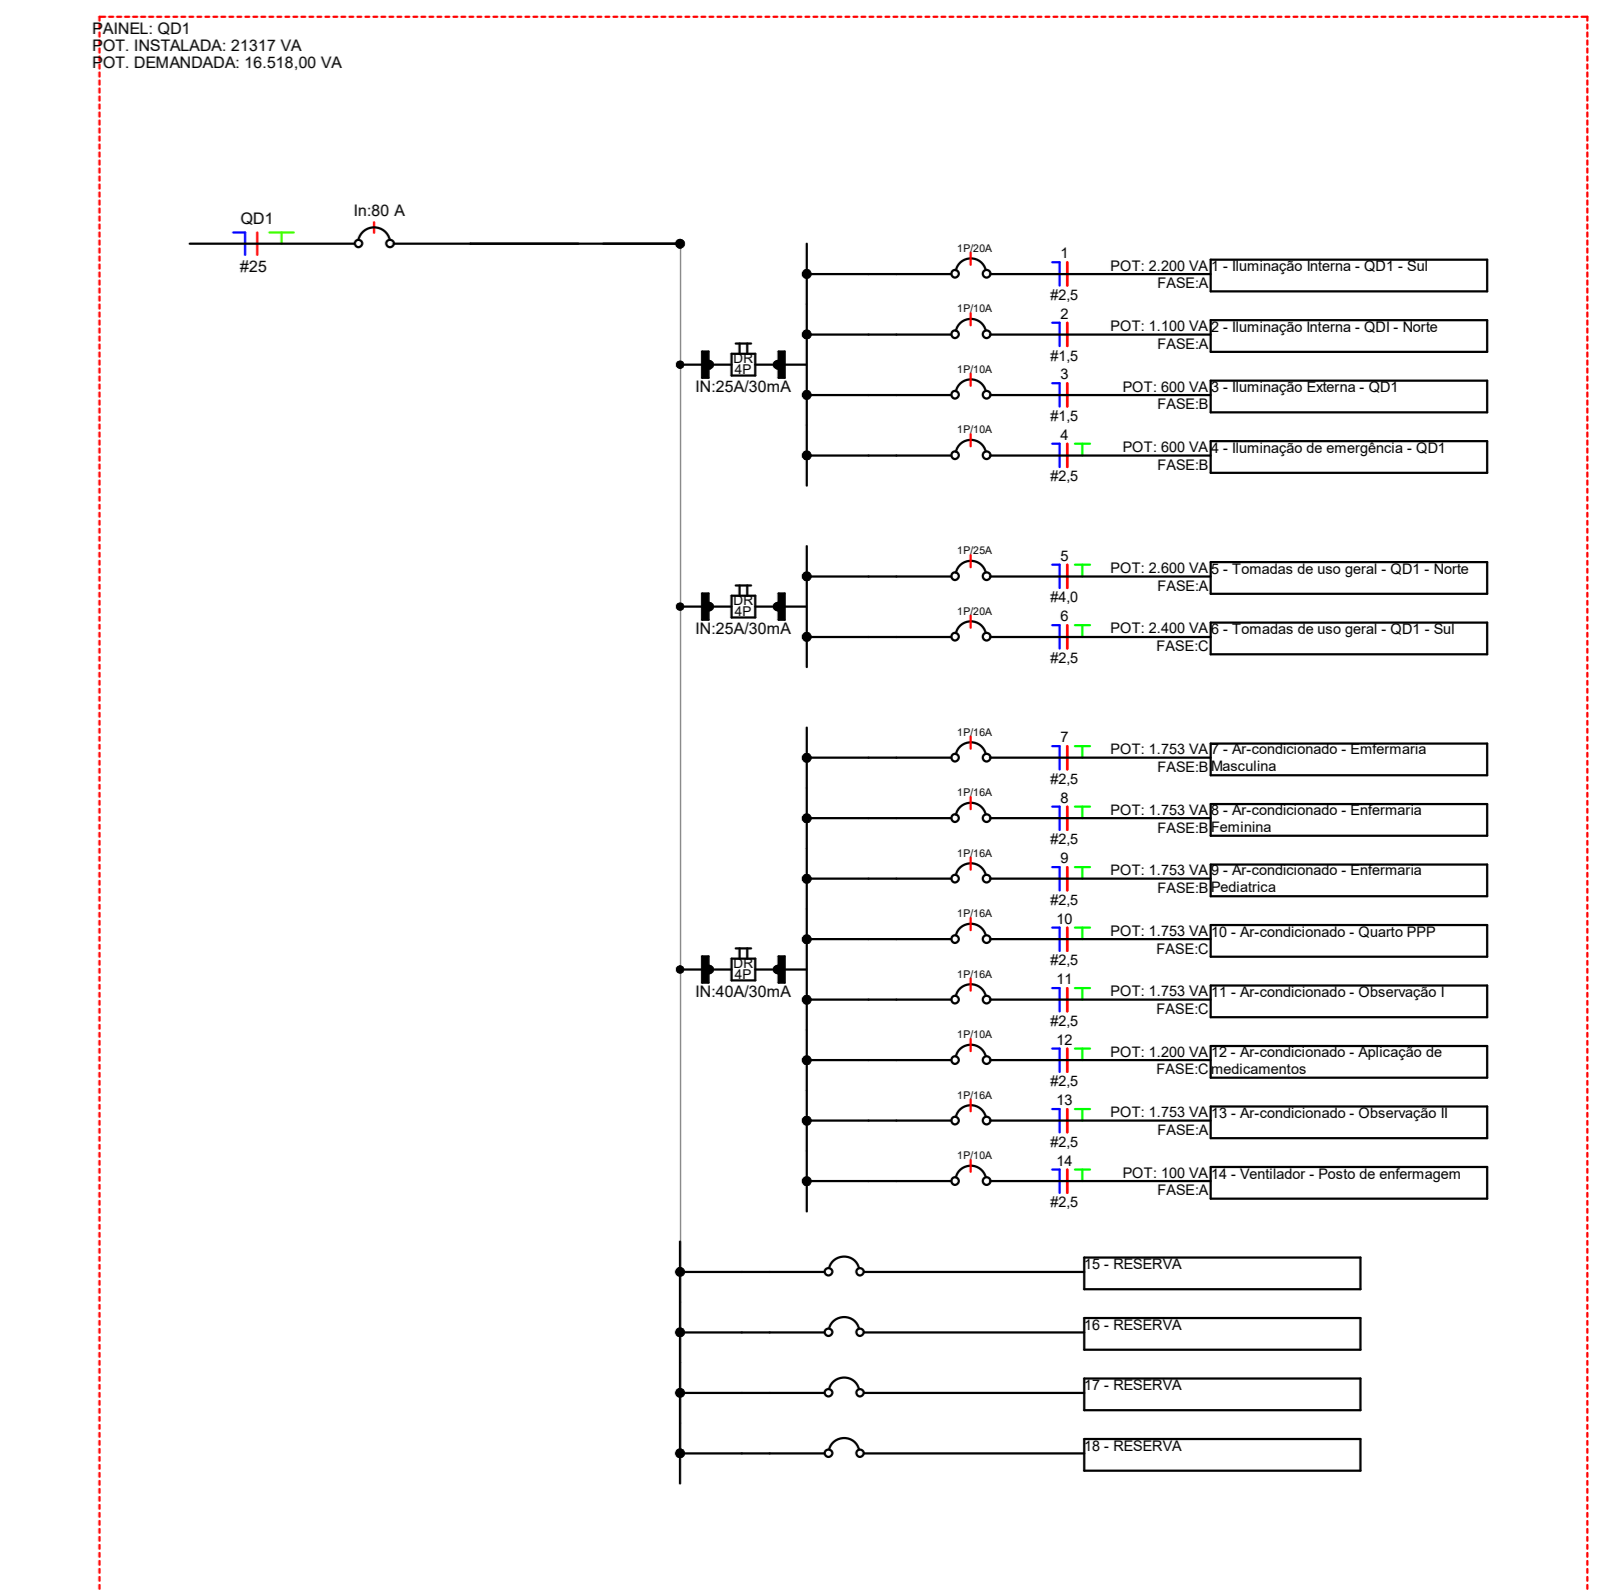 PAINEL: QD1
POT. INSTALADA: 21317 VA
POT. DEMANDADA: 16.518,00 VA
QD1
#25
In:80 A
1P/20A
1
#2,5
POT: 2.200 VA
FASE:A
1 - Iluminação Interna - QD1 - Sul
1P/10A
2
#1,5
POT: 1.100 VA
FASE:A
2 - Iluminação Interna - QDI - Norte
DR
4P
IN:25A/30mA
1P/10A
3
#1,5
POT: 600 VA
FASE:B
3 - Iluminação Externa - QD1
1P/10A
4
#2,5
POT: 600 VA
FASE:B
4 - Iluminação de emergência - QD1
1P/25A
5
#4,0
POT: 2.600 VA
FASE:A
5 - Tomadas de uso geral - QD1 - Norte
DR
4P
IN:25A/30mA
1P/20A
6
#2,5
POT: 2.400 VA
FASE:C
6 - Tomadas de uso geral - QD1 - Sul
1P/16A
7
#2,5
POT: 1.753 VA
FASE:B
7 - Ar-condicionado - Emfermaria
Masculina
1P/16A
8
#2,5
POT: 1.753 VA
FASE:B
8 - Ar-condicionado - Enfermaria
Feminina
1P/16A
9
#2,5
POT: 1.753 VA
FASE:B
9 - Ar-condicionado - Enfermaria
Pediatrica
1P/16A
10
#2,5
POT: 1.753 VA
FASE:C
10 - Ar-condicionado - Quarto PPP
DR
4P
IN:40A/30mA
1P/16A
11
#2,5
POT: 1.753 VA
FASE:C
11 - Ar-condicionado - Observação I
1P/10A
12
#2,5
POT: 1.200 VA
FASE:C
12 - Ar-condicionado - Aplicação de
medicamentos
1P/16A
13
#2,5
POT: 1.753 VA
FASE:A
13 - Ar-condicionado - Observação II
1P/10A
14
#2,5
POT: 100 VA
FASE:A
14 - Ventilador - Posto de enfermagem
15 - RESERVA
16 - RESERVA
17 - RESERVA
18 - RESERVA